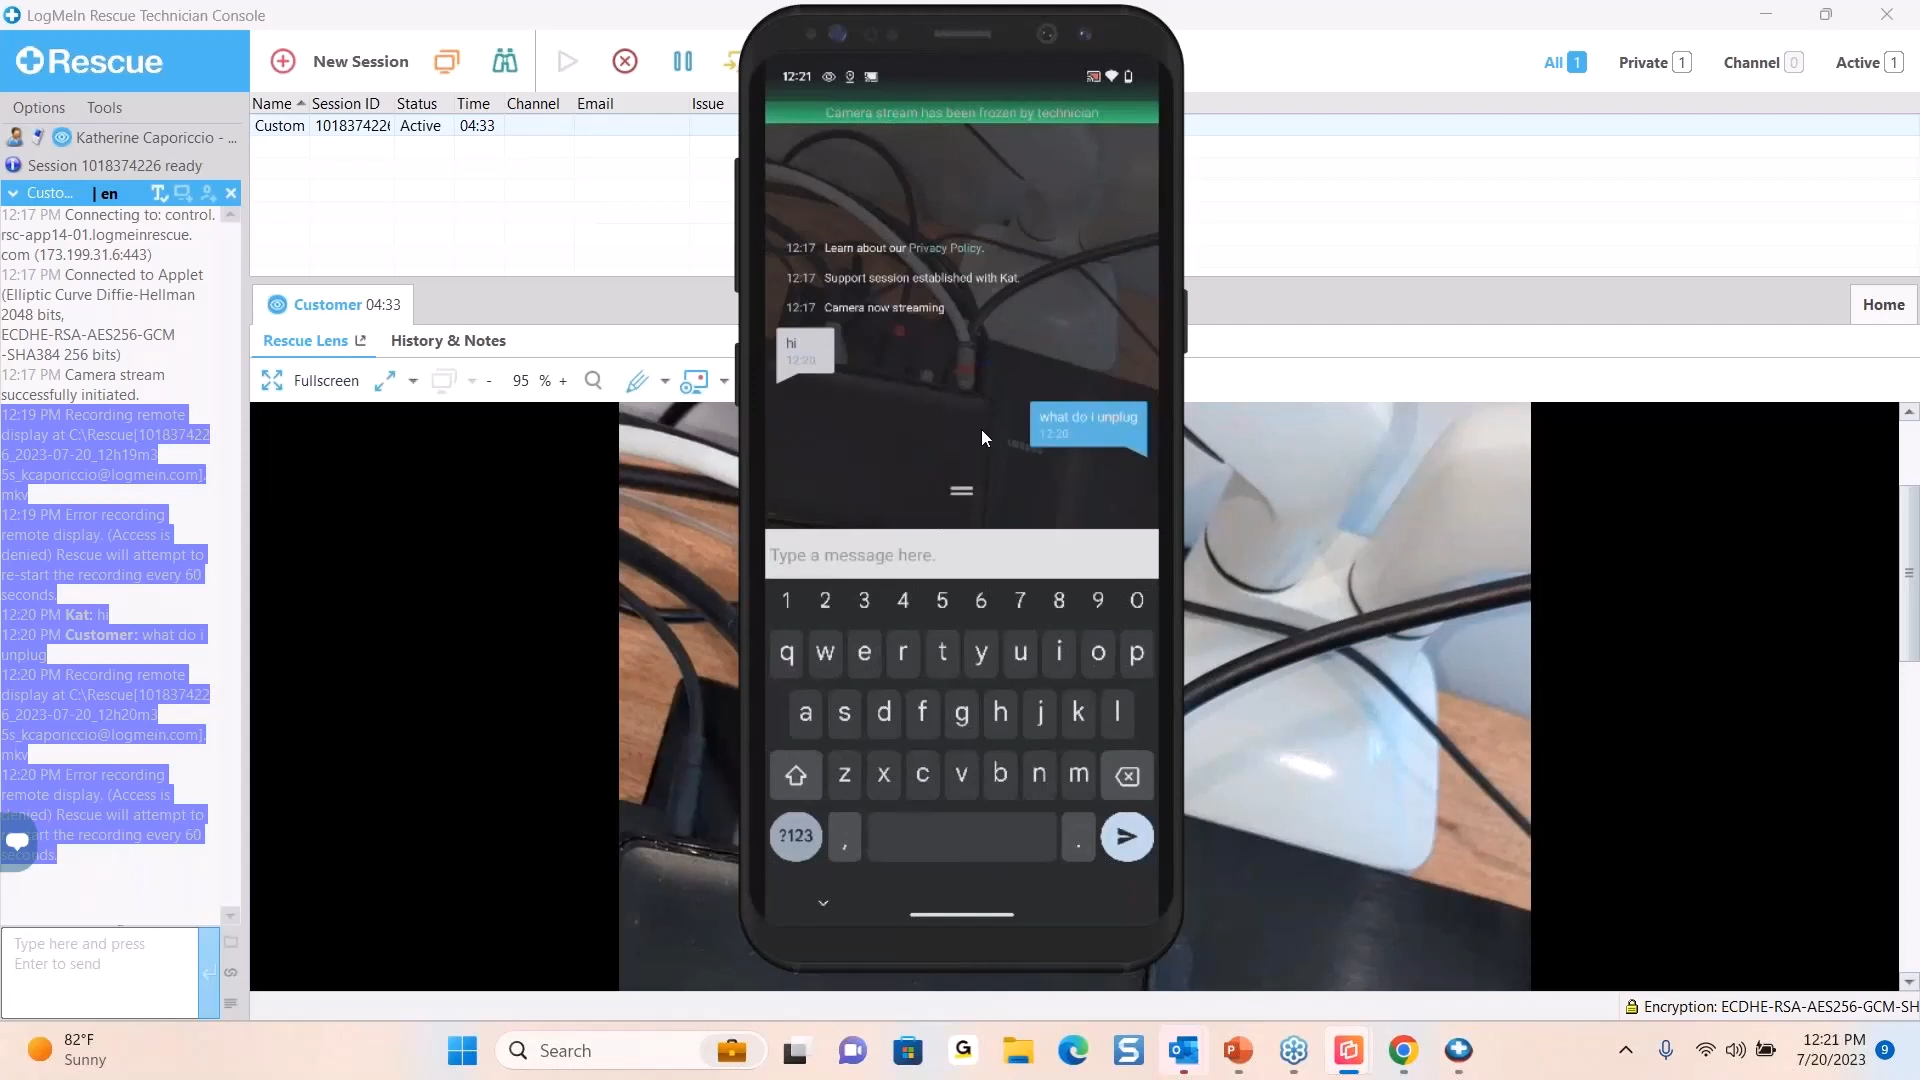 LogMeIn Rescue Technician Console
Rescue
New Session
All 1
Private 1
Channel 0
Active 1
Options Tools
Name Session ID Status Time Channel Email Issue
Custom 1018374226 Active 04:33
Katherine Caporiccio - ...
Session 1018374226 ready
Custo... | en
12:17 PM Connecting to: control.
rsc-app14-01.logmeinrescue.
com (173.199.31.6:443)
12:17 PM Connected to Applet
(Elliptic Curve Diffie-Hellman
2048 bits,
ECDHE-RSA-AES256-GCM
-SHA384 256 bits)
12:17 PM Camera stream
successfully initiated.
12:19 PM Recording remote
display at C:\Rescue[101837422
6_2023-07-20_12h19m3
5s_kcaporiccio@logmein.com].
mkv
12:19 PM Error recording
remote display. (Access is
denied) Rescue will attempt to
re-start the recording every 60
seconds.
12:20 PM Kat: hi
12:20 PM Customer: what do i
unplug
12:20 PM Recording remote
display at C:\Rescue[101837422
6_2023-07-20_12h20m3
5s_kcaporiccio@logmein.com].
mkv
12:20 PM Error recording
remote display. (Access is
denied) Rescue will attempt to
start the recording every 60
seconds.
Type here and press
Enter to send
Customer 04:33
Home
Rescue Lens
History & Notes
Fullscreen
- 95 % +
12:21
Camera stream has been frozen by technician
12:17 Learn about our Privacy Policy.
12:17 Support session established with Kat.
12:17 Camera now streaming
hi
12:20
what do i unplug
12:20
Type a message here.
1 2 3 4 5 6 7 8 9 0
q w e r t y u i o p
a s d f g h j k l
z x c v b n m
?123 , .
Encryption: ECDHE-RSA-AES256-GCM-SH
82°F
Sunny
Search
G
S
12:21 PM
7/20/2023
9